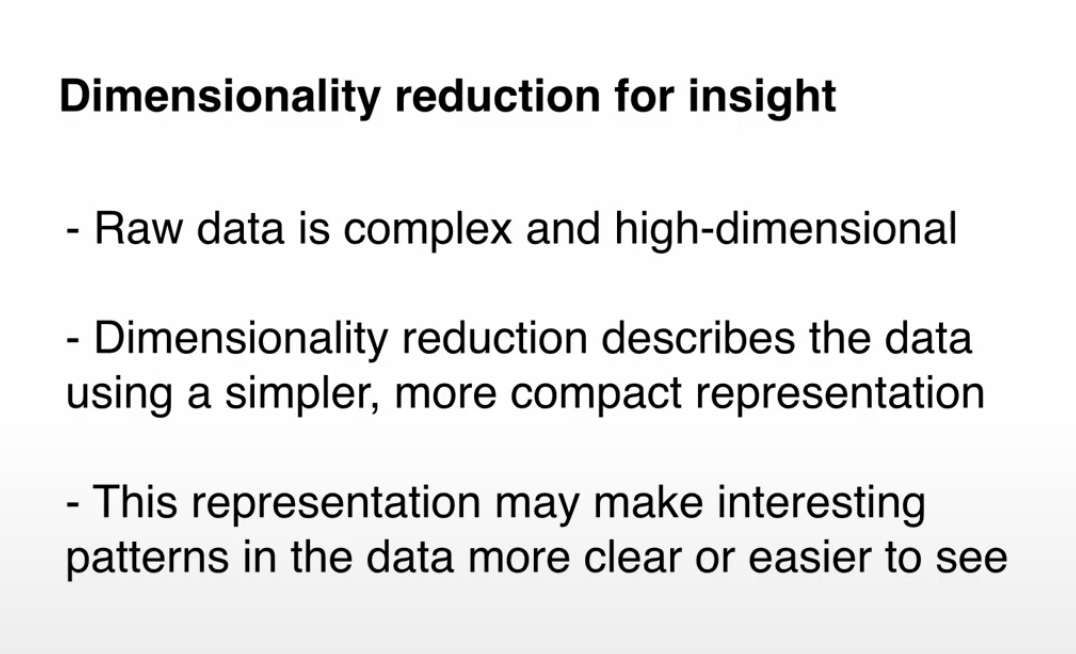 Dimensionality reduction for insight
- Raw data is complex and high-dimensional
- Dimensionality reduction describes the data
using a simpler, more compact representation
- This representation may make interesting
patterns in the data more clear or easier to see